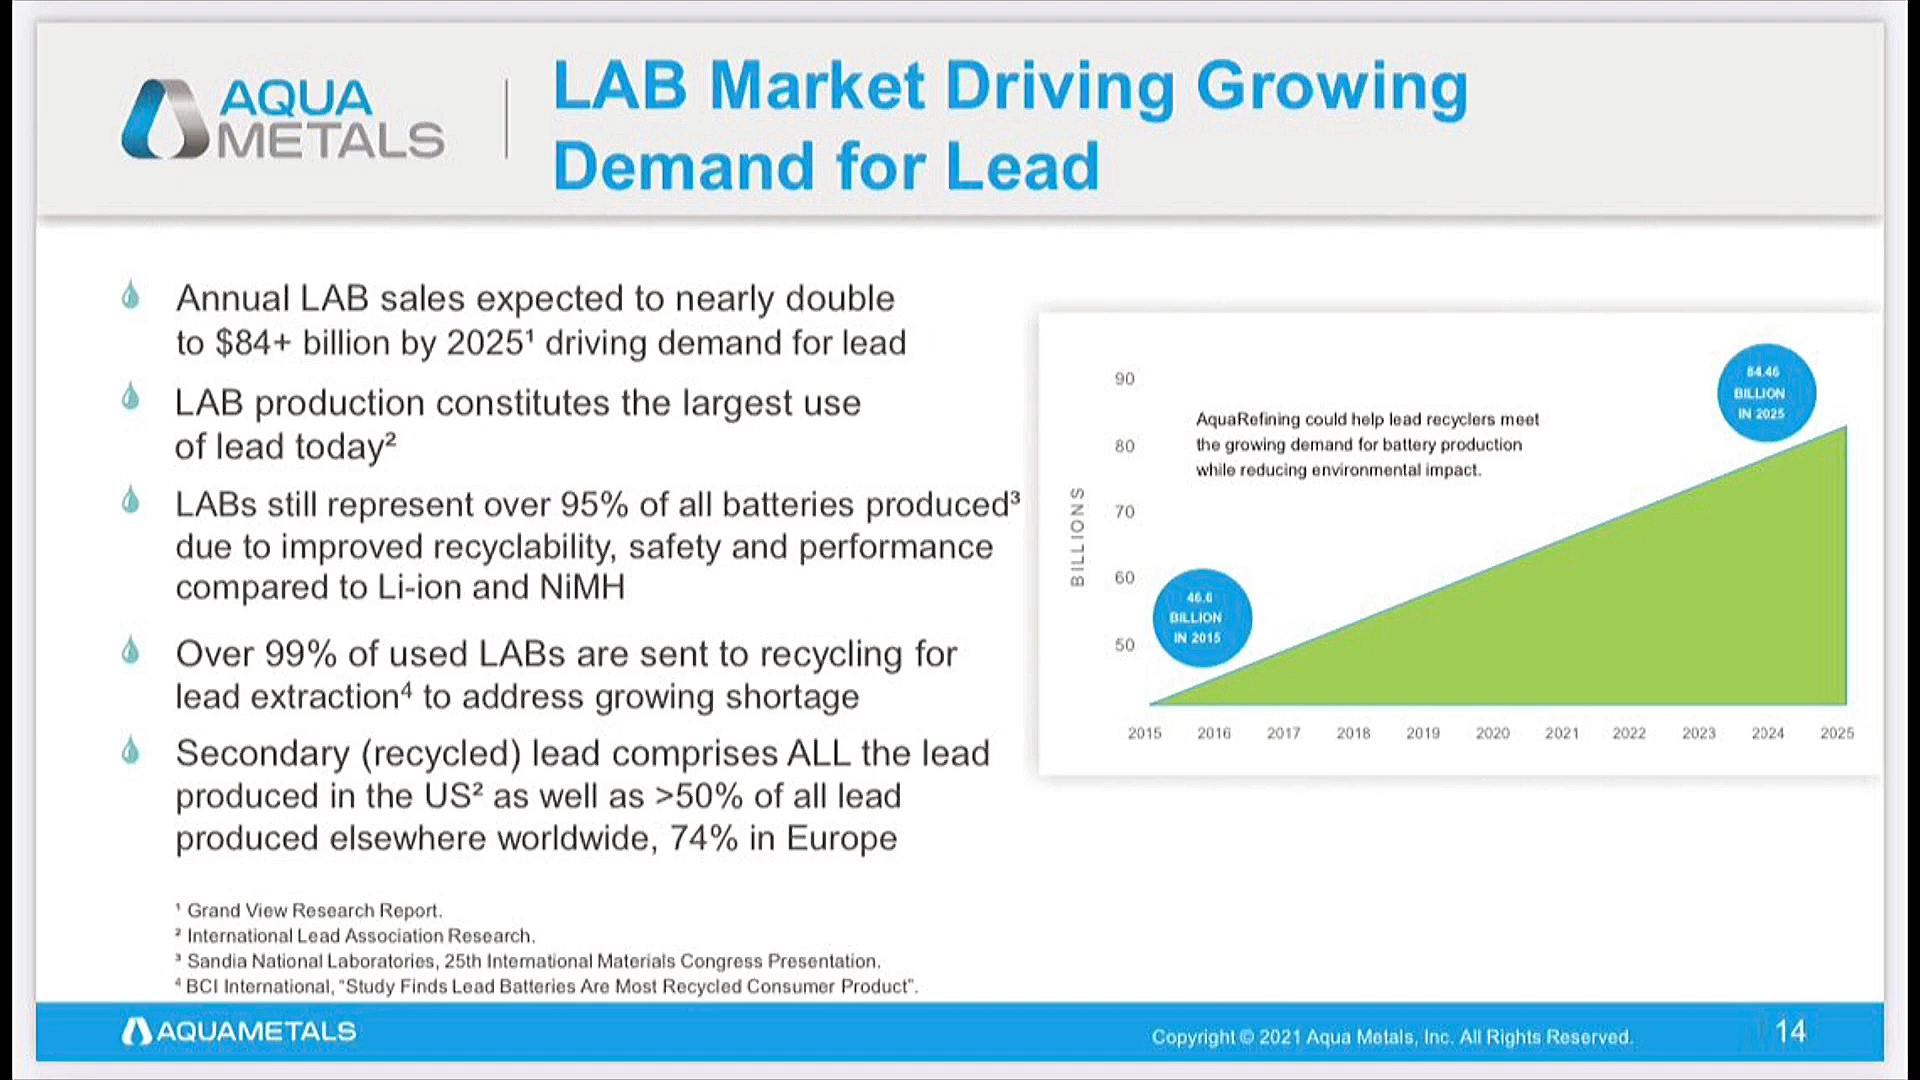 AQUA
METALS
LAB Market Driving Growing
Demand for Lead
Annual LAB sales expected to nearly double
to $84+ billion by 2025¹ driving demand for lead
LAB production constitutes the largest use
of lead today²
LABs still represent over 95% of all batteries produced³
due to improved recyclability, safety and performance
compared to Li-ion and NiMH
Over 99% of used LABs are sent to recycling for
lead extraction⁴ to address growing shortage
Secondary (recycled) lead comprises ALL the lead
produced in the US² as well as >50% of all lead
produced elsewhere worldwide, 74% in Europe
¹ Grand View Research Report.
² International Lead Association Research.
³ Sandia National Laboratories, 25th International Materials Congress Presentation.
⁴ BCI International, “Study Finds Lead Batteries Are Most Recycled Consumer Product”.
BILLIONS
90
80
70
60
50
AquaRefining could help lead recyclers meet
the growing demand for battery production
while reducing environmental impact.
46.6
BILLION
IN 2015
84.46
BILLION
IN 2025
2015 2016 2017 2018 2019 2020 2021 2022 2023 2024 2025
AQUAMETALS
Copyright © 2021 Aqua Metals, Inc. All Rights Reserved.
14